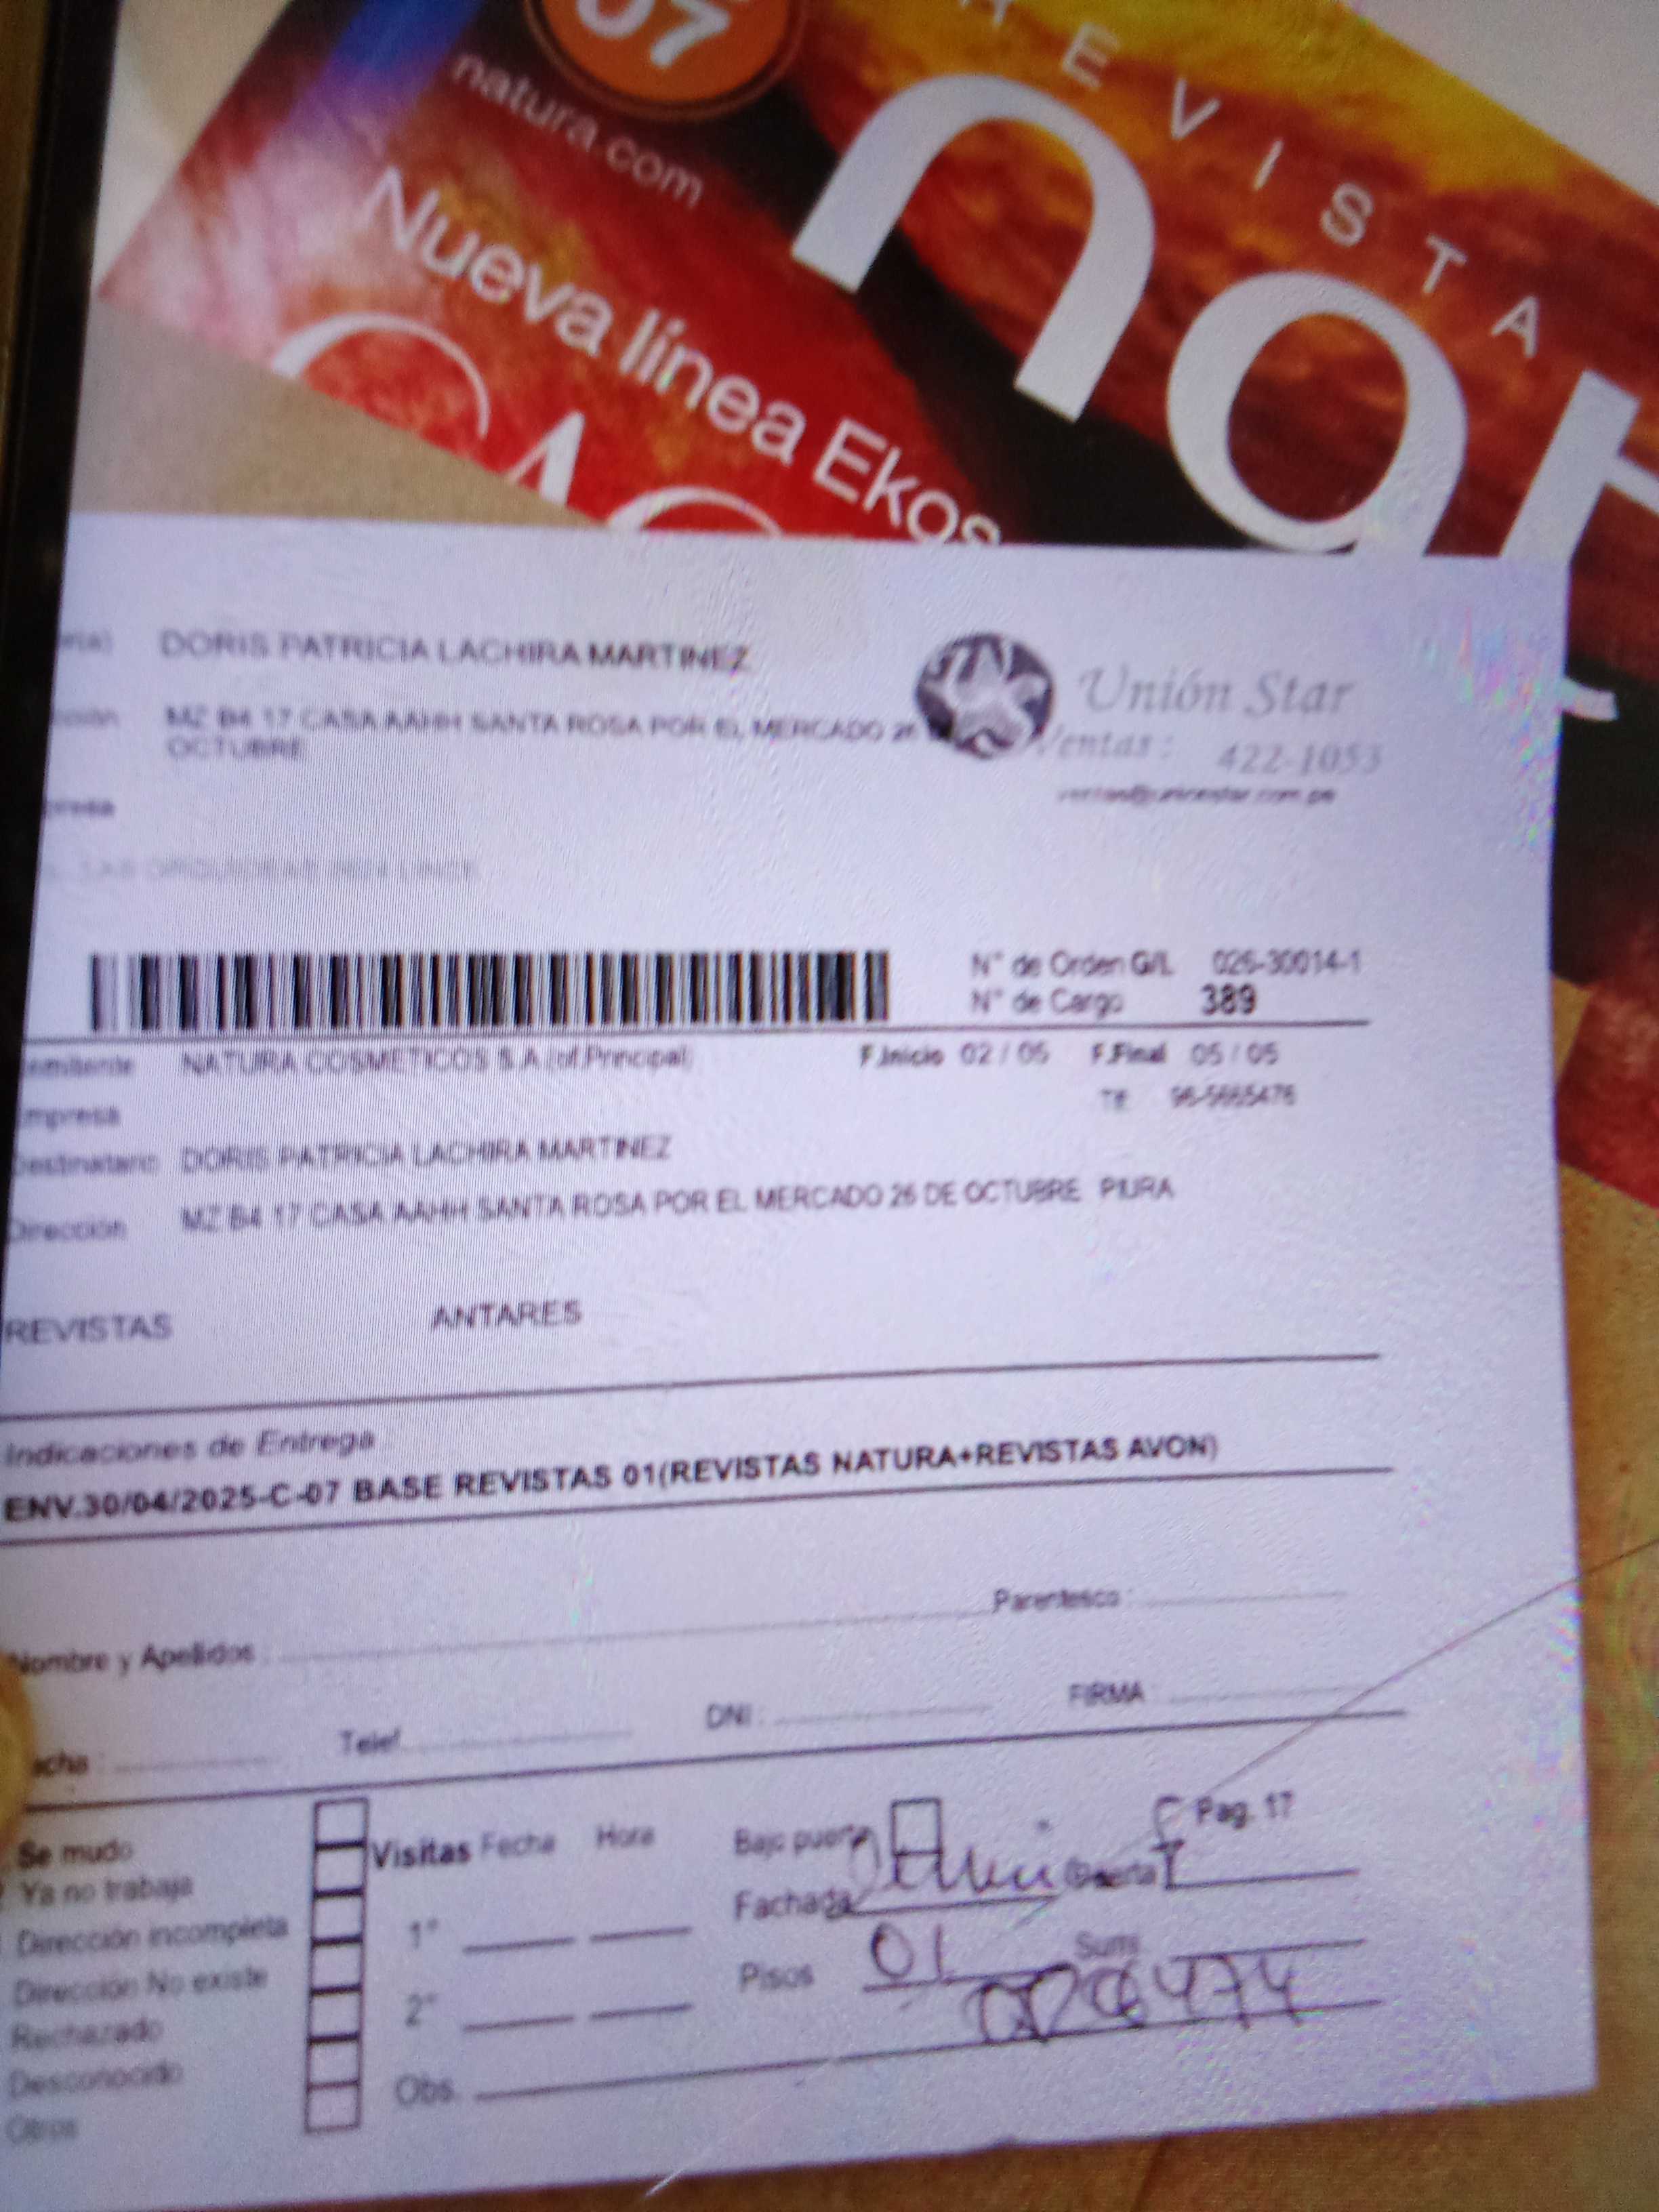 07
natura.com
REVISTA
nat
Nueva línea Ekos
DORIS PATRICIA LACHIRA MARTINEZ
MZ B4 17 CASA AAHH SANTA ROSA POR EL MERCADO 26
OCTUBRE
Unión Star
Ventas: 422-1053
N° de Orden G/L 026-30014-1
N° de Cargo 389
NATURA COSMETICOS S.A.(of.Principal) F.Inicio 02 / 05 F.Final 05 / 05
mpresa
Destinatario DORIS PATRICIA LACHIRA MARTINEZ
Dirección MZ B4 17 CASA AAHH SANTA ROSA POR EL MERCADO 26 DE OCTUBRE PIURA
REVISTAS ANTARES
Indicaciones de Entrega
ENV.30/04/2025-C-07 BASE REVISTAS 01(REVISTAS NATURA+REVISTAS AVON)
Parentesco :
Nombre y Apellidos :
echa : Telef. DNI : FIRMA
Pag. 17
Se mudo Visitas Fecha Hora Bajo puerta
Ya no trabaja Fachada Puerta
Dirección incompleta 1°
Dirección No existe Pisos 01 Sumi
Rechazado 2°
Desconocido
Otros Obs.